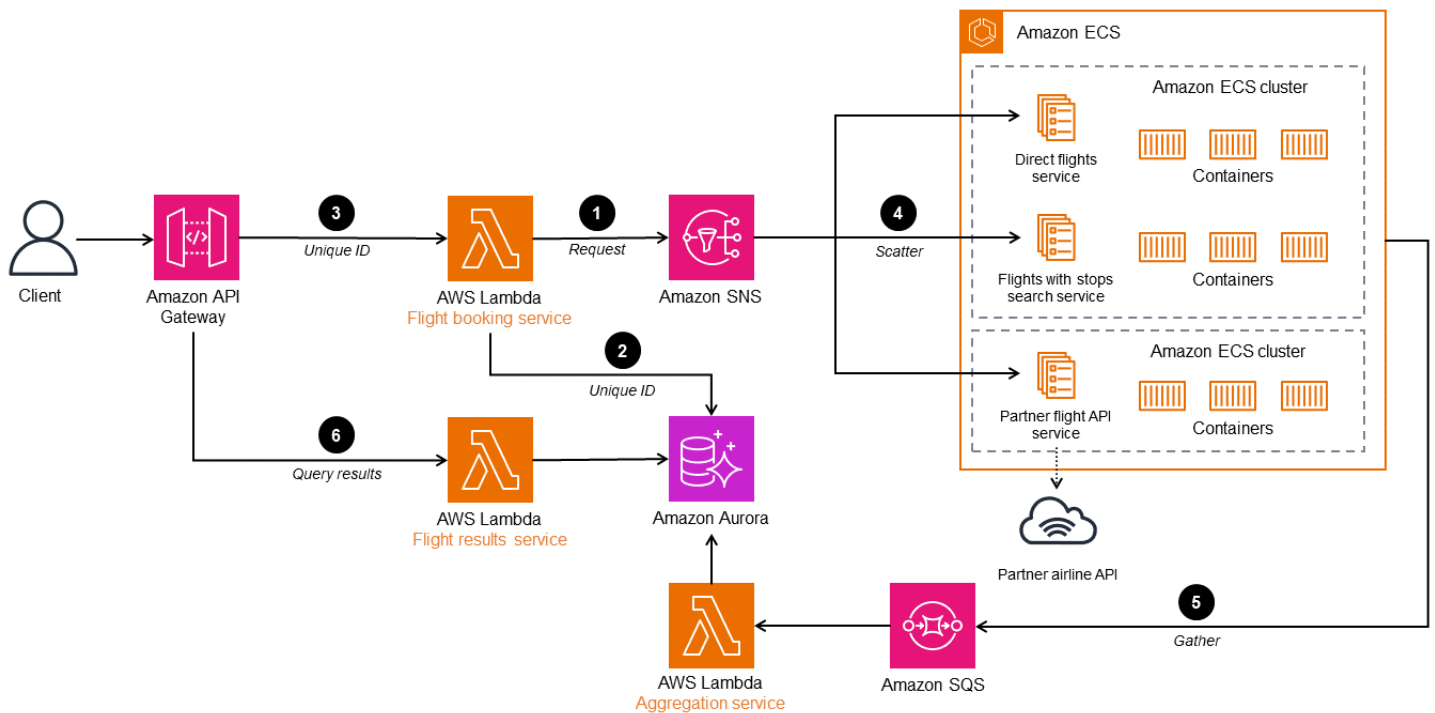 Amazon ECS
Amazon ECS cluster
Direct flights
service
Containers
3
1
4
Unique ID
Request
Scatter
Flights with stops
search service
Containers
Client
Amazon API
Gateway
AWS Lambda
Flight booking service
Amazon SNS
2
Unique ID
Amazon ECS cluster
Partner flight API
service
Containers
6
Query results
AWS Lambda
Flight results service
Amazon Aurora
Partner airline API
5
Gather
AWS Lambda
Aggregation service
Amazon SQS